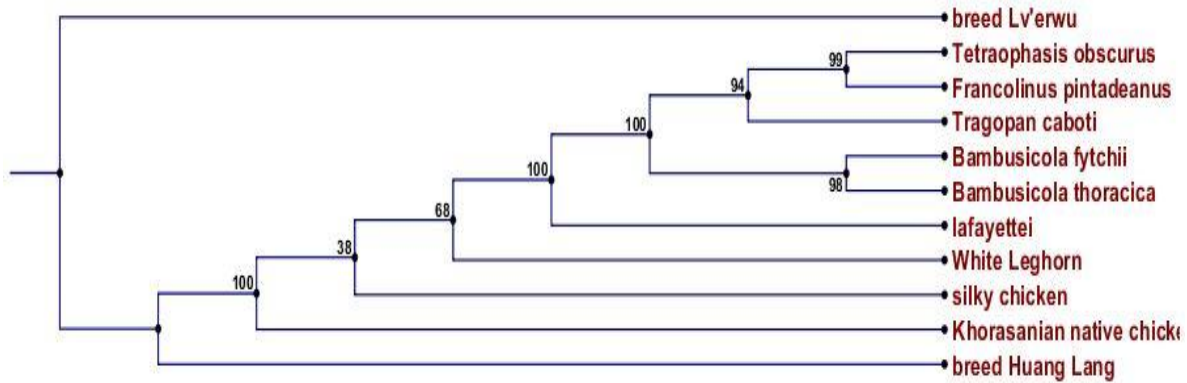 breed Lv'erwu
99
Tetraophasis obscurus
94
Francolinus pintadeanus
100
Tragopan caboti
Bambusicola fytchii
100
98
Bambusicola thoracica
68
lafayettei
38
White Leghorn
100
silky chicken
Khorasanian native chick
breed Huang Lang